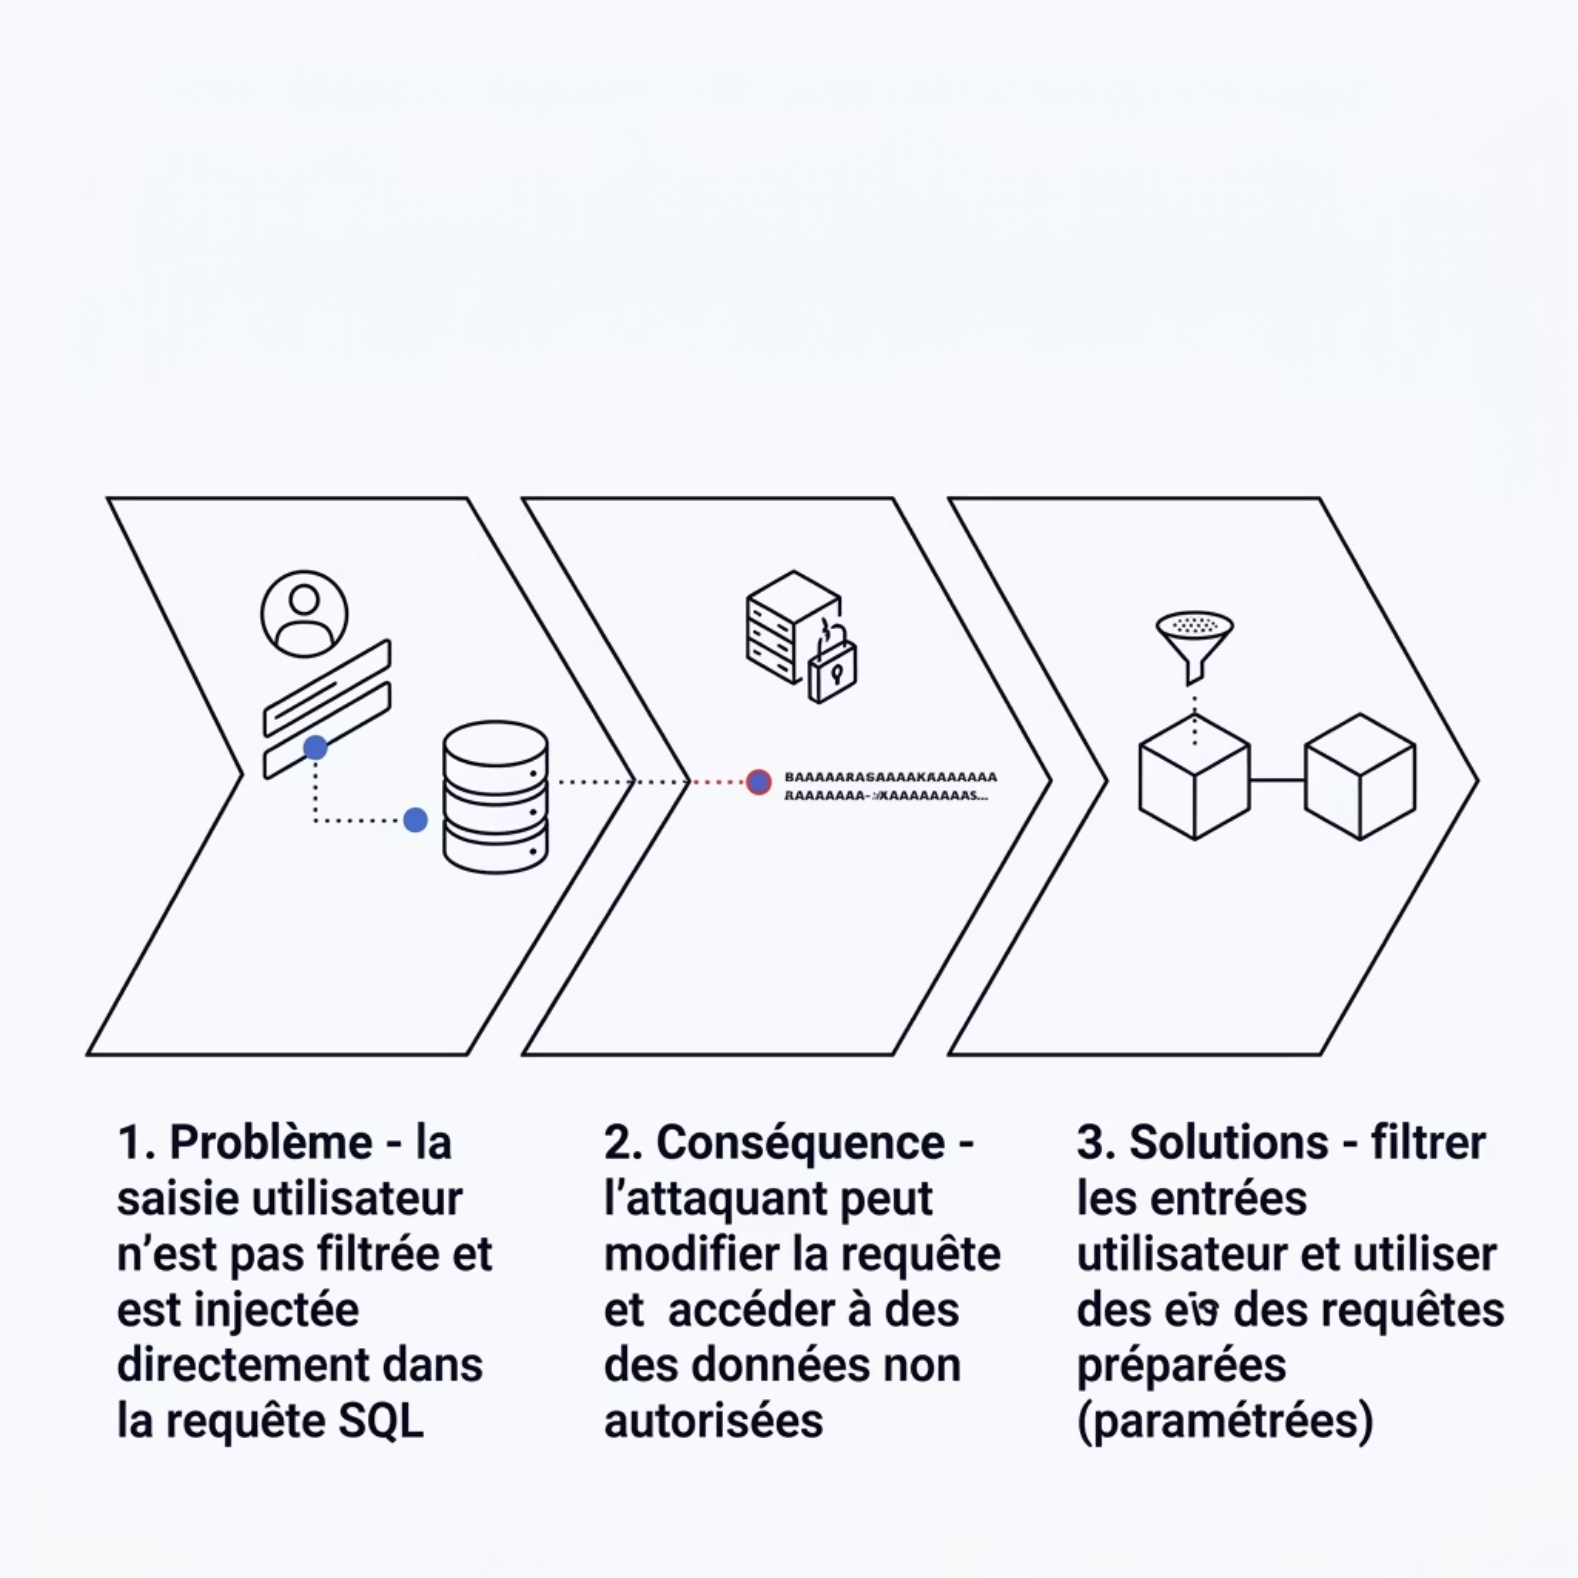 1. Problème - la
saisie utilisateur
n’est pas filtrée et
est injectée
directement dans
la requête SQL
2. Conséquence -
l’attaquant peut
modifier la requête
et  accéder à des
des données non
autorisées
3. Solutions - filtrer
les entrées
utilisateur et utiliser
des des requêtes
préparées
(paramétrées)